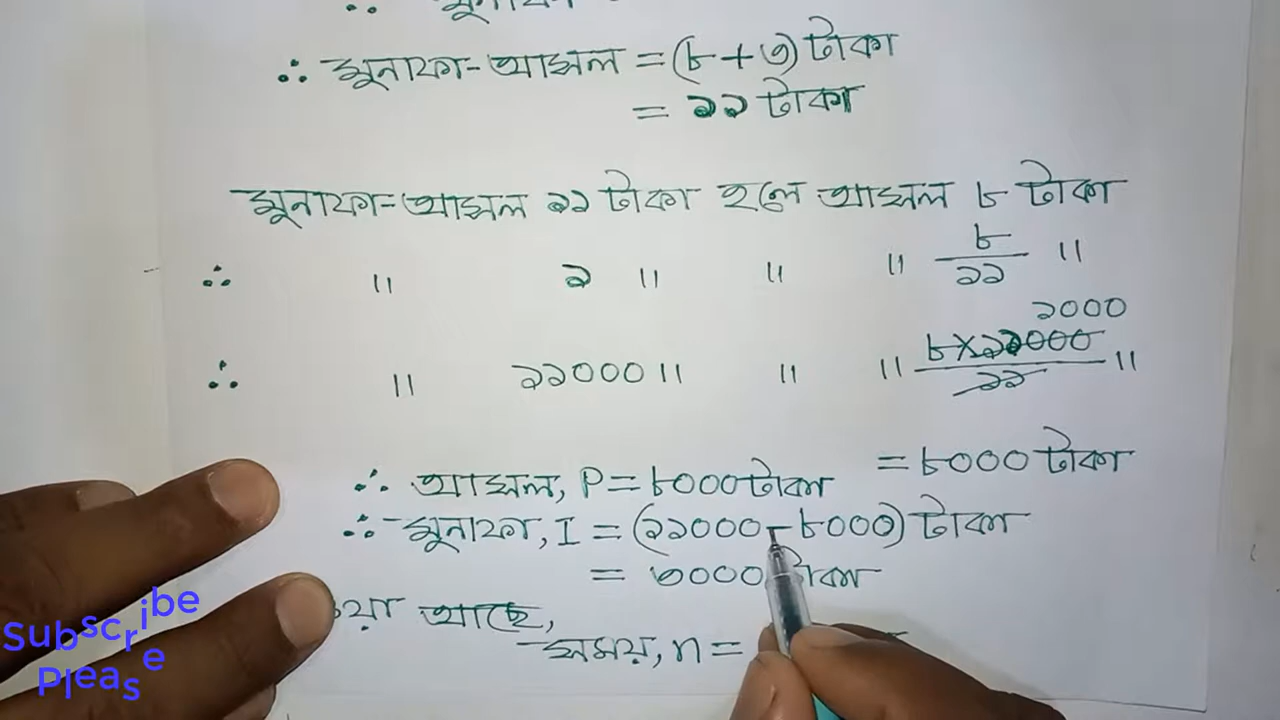 ∴ মুনাফা
∴ মুনাফা-আসল = (৮+৩) টাকা
= ১১ টাকা
মুনাফা-আসল ১১ টাকা হলে আসল ৮ টাকা
∴ " ১ " " " ৮/১১ "
১০০০
∴ " ১১০০০ " " " ৮×১১০০০/১১ "
= ৮০০০ টাকা
∴ আসল, P = ৮০০০ টাকা
∴ মুনাফা, I = (১১০০০ - ৮০০০) টাকা
= ৩০০০ টাকা
আছে,
সময়, n =
Subscribe
Pleas